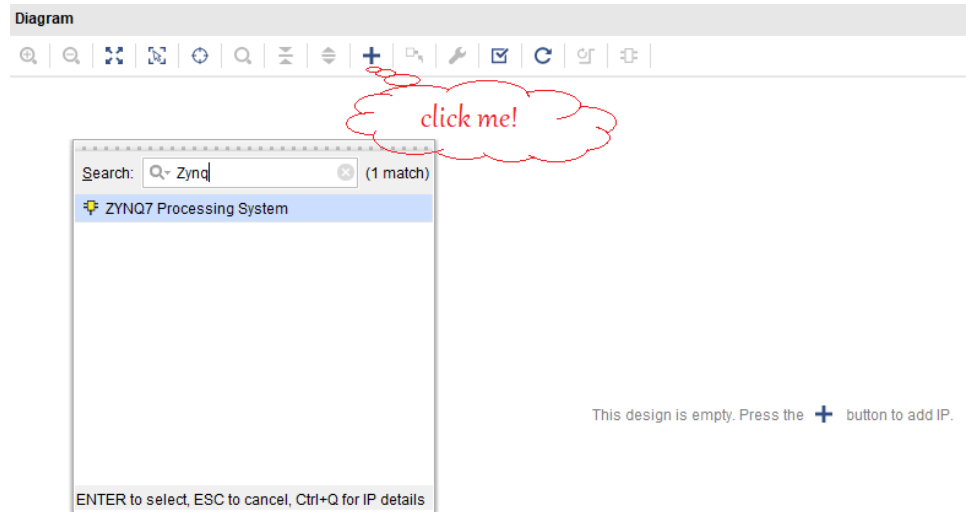 Diagram
click me!
Search: Zynq (1 match)
ZYNQ7 Processing System
This design is empty. Press the + button to add IP.
ENTER to select, ESC to cancel, Ctrl+Q for IP details